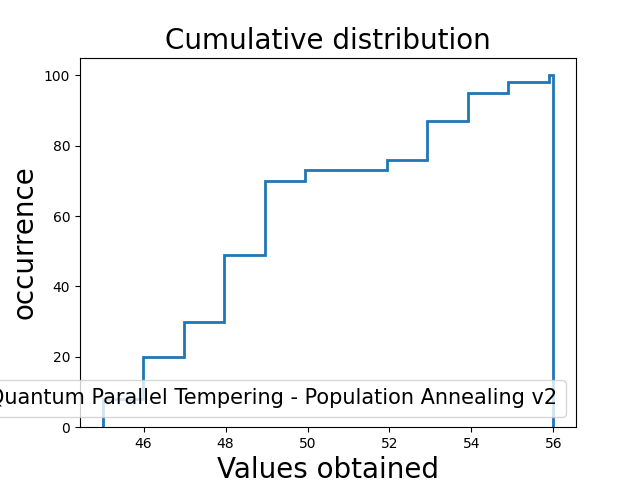 Cumulative distribution
100
80
60
40
20
0
occurrence
Quantum Parallel Tempering - Population Annealing v2
46 48 50 52 54 56
Values obtained